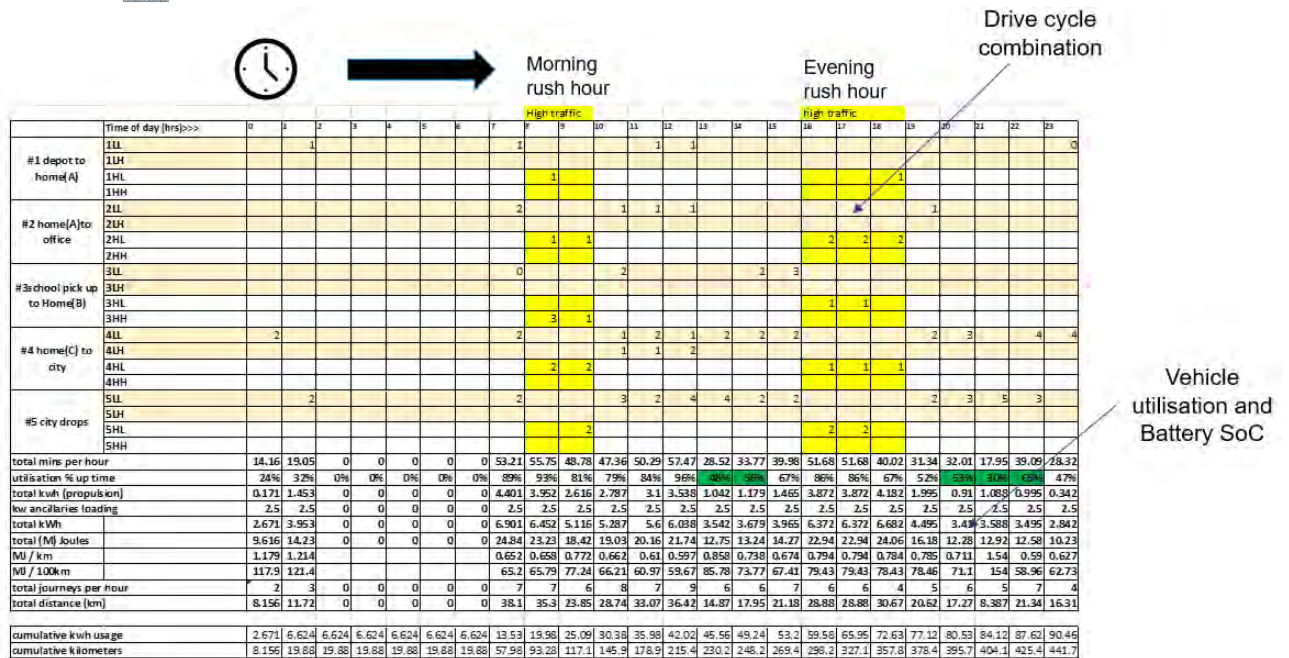 Drive cycle
combination
Morning
rush hour
Evening
rush hour
High traffic high traffic
Time of day (hrs)>>> 0 1 2 3 4 5 6 7 8 9 10 11 12 13 14 15 16 17 18 19 20 21 22 23
#1 depot to home(A)
1LL 1 1 1 1 0
1LH
1HL 1 1
1HH
#2 home(A)to office
2LL 2 1 1 1 1
2LH
2HL 1 1 2 2 2
2HH
#3school pick up to Home(B)
3LL 0 2 2 3
3LH
3HL 1 1
3HH 3 1
#4 home(C) to city
4LL 2 2 1 2 1 2 2 2 2 3 4 4
4LH 1 1 2
4HL 2 2 1 1 1
4HH
#5 city drops
5LL 2 2 3 2 4 4 2 2 2 3 5 3
5LH
5HL 2 2 2
5HH
Vehicle
utilisation and
Battery SoC
total mins per hour 14.16 19.05 0 0 0 0 0 53.21 55.75 48.78 47.36 50.29 57.47 28.52 33.77 39.98 51.68 51.68 40.02 31.34 32.01 17.95 39.09 28.32
utilisation % up time 24% 32% 0% 0% 0% 0% 0% 89% 93% 81% 79% 84% 96% 48% 56% 67% 86% 86% 67% 52% 53% 30% 65% 47%
total kwh (propulsion) 0.171 1.453 0 0 0 0 0 4.401 3.952 2.616 2.787 3.1 3.538 1.042 1.179 1.465 3.872 3.872 4.182 1.995 0.91 1.088 0.995 0.342
kw ancillaries loading 2.5 2.5 2.5 2.5 2.5 2.5 2.5 2.5 2.5 2.5 2.5 2.5 2.5 2.5 2.5 2.5 2.5 2.5 2.5
total kWh 2.671 3.953 0 0 0 0 0 6.901 6.452 5.116 5.287 5.6 6.038 3.542 3.679 3.965 6.372 6.372 6.682 4.495 3.41 3.588 3.495 2.842
total (M) Joules 9.616 14.23 0 0 0 0 0 24.84 23.23 18.42 19.03 20.16 21.74 12.75 13.24 14.27 22.94 22.94 24.06 16.18 12.28 12.92 12.58 10.23
MJ / km 1.179 1.214 0.652 0.658 0.772 0.662 0.61 0.597 0.858 0.738 0.674 0.794 0.794 0.784 0.785 0.711 1.54 0.59 0.627
MJ / 100km 117.9 121.4 65.2 65.79 77.24 66.21 60.97 59.67 85.78 73.77 67.41 79.43 79.43 78.43 78.46 71.1 154 58.96 62.73
total journeys per hour 2 3 0 0 0 0 0 7 7 7 8 7 9 6 6 7 6 6 4 5 6 5 7 4
total distance (km) 8.156 11.72 0 0 0 0 0 38.1 35.3 23.85 28.74 33.07 36.42 14.87 17.95 21.18 28.88 28.88 30.67 20.62 17.27 8.387 21.34 16.31
cumulative kwh usage 2.671 6.624 6.624 6.624 6.624 6.624 6.624 13.53 19.98 25.09 30.38 35.98 42.02 45.56 49.24 53.2 59.58 65.95 72.63 77.12 80.53 84.12 87.62 90.46
cumulative kilometers 8.156 19.88 19.88 19.88 19.88 19.88 19.88 57.98 93.28 117.1 145.9 178.9 215.4 230.2 248.2 269.4 298.2 327.1 357.8 378.4 395.7 404.1 425.4 441.7